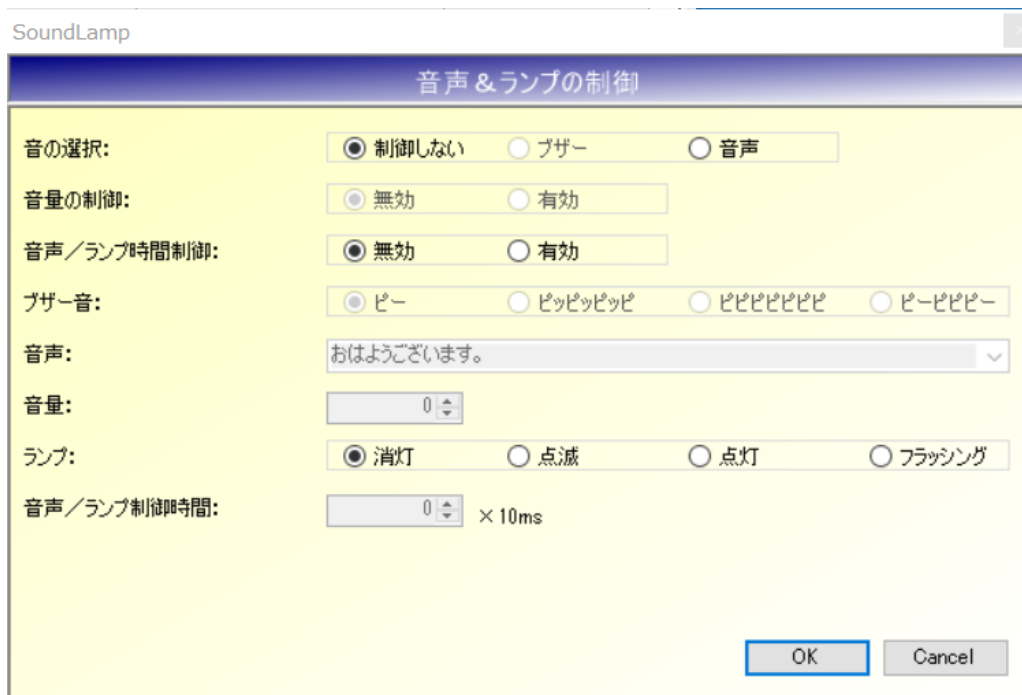 SoundLamp
音声&ランプの制御
音の選択: 制御しない ブザー 音声
音量の制御: 無効 有効
音声/ランプ時間制御: 無効 有効
ブザー音: ピー ピッピッピッピ ピピピピピピピ ピーピピピー
音声: おはようございます。
音量: 0
ランプ: 消灯 点滅 点灯 フラッシング
音声/ランプ制御時間: 0 ×10ms
OK Cancel